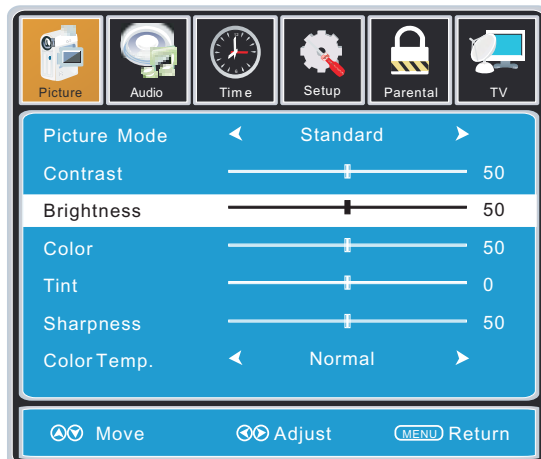 Picture Audio Time Setup Parental TV
Picture Mode Standard
Contrast 50
Brightness 50
Color 50
Tint 0
Sharpness 50
Color Temp. Normal
Move Adjust MENU Return